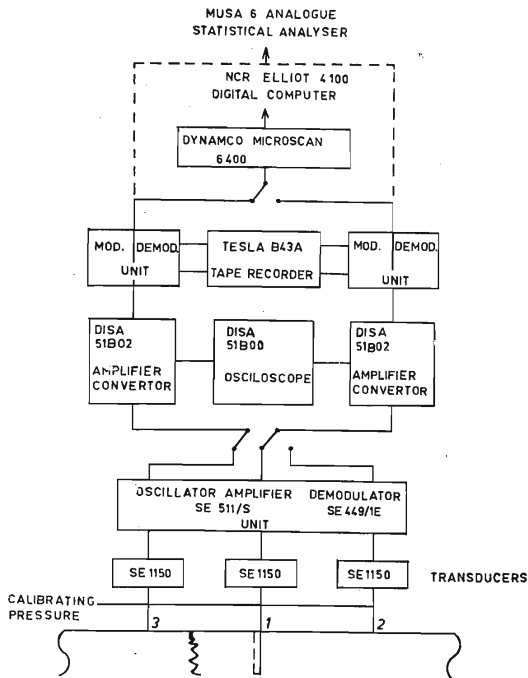 MUSA 6 ANALOGUE
STATISTICAL ANALYSER
NCR ELLIOT 4100
DIGITAL COMPUTER
DYNAMCO MICROSCAN
6400
MOD. DEMOD.
UNIT
TESLA B43A
TAPE RECORDER
MOD. DEMOD.
UNIT
DISA
51B02
AMPLIFIER
CONVERTOR
DISA
51B00
OSCILOSCOPE
DISA
51B02
AMPLIFIER
CONVERTOR
OSCILLATOR AMPLIFIER DEMODULATOR
SE 511/S SE 449/1E
UNIT
SE 1150
SE 1150
SE 1150
TRANSDUCERS
CALIBRATING
PRESSURE
3
1
2